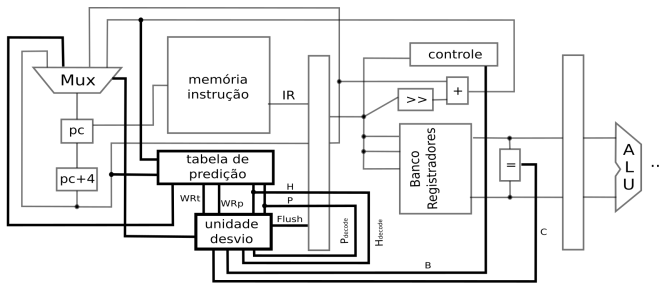 Mux
memória
instrução
controle
IR
>>
+
pc
pc+4
tabela de
predição
Banco
Registradores
=
A
L
U
..
WRt
WRp
H
P
Flush
unidade
desvio
Pdecode
Hdecode
C
B